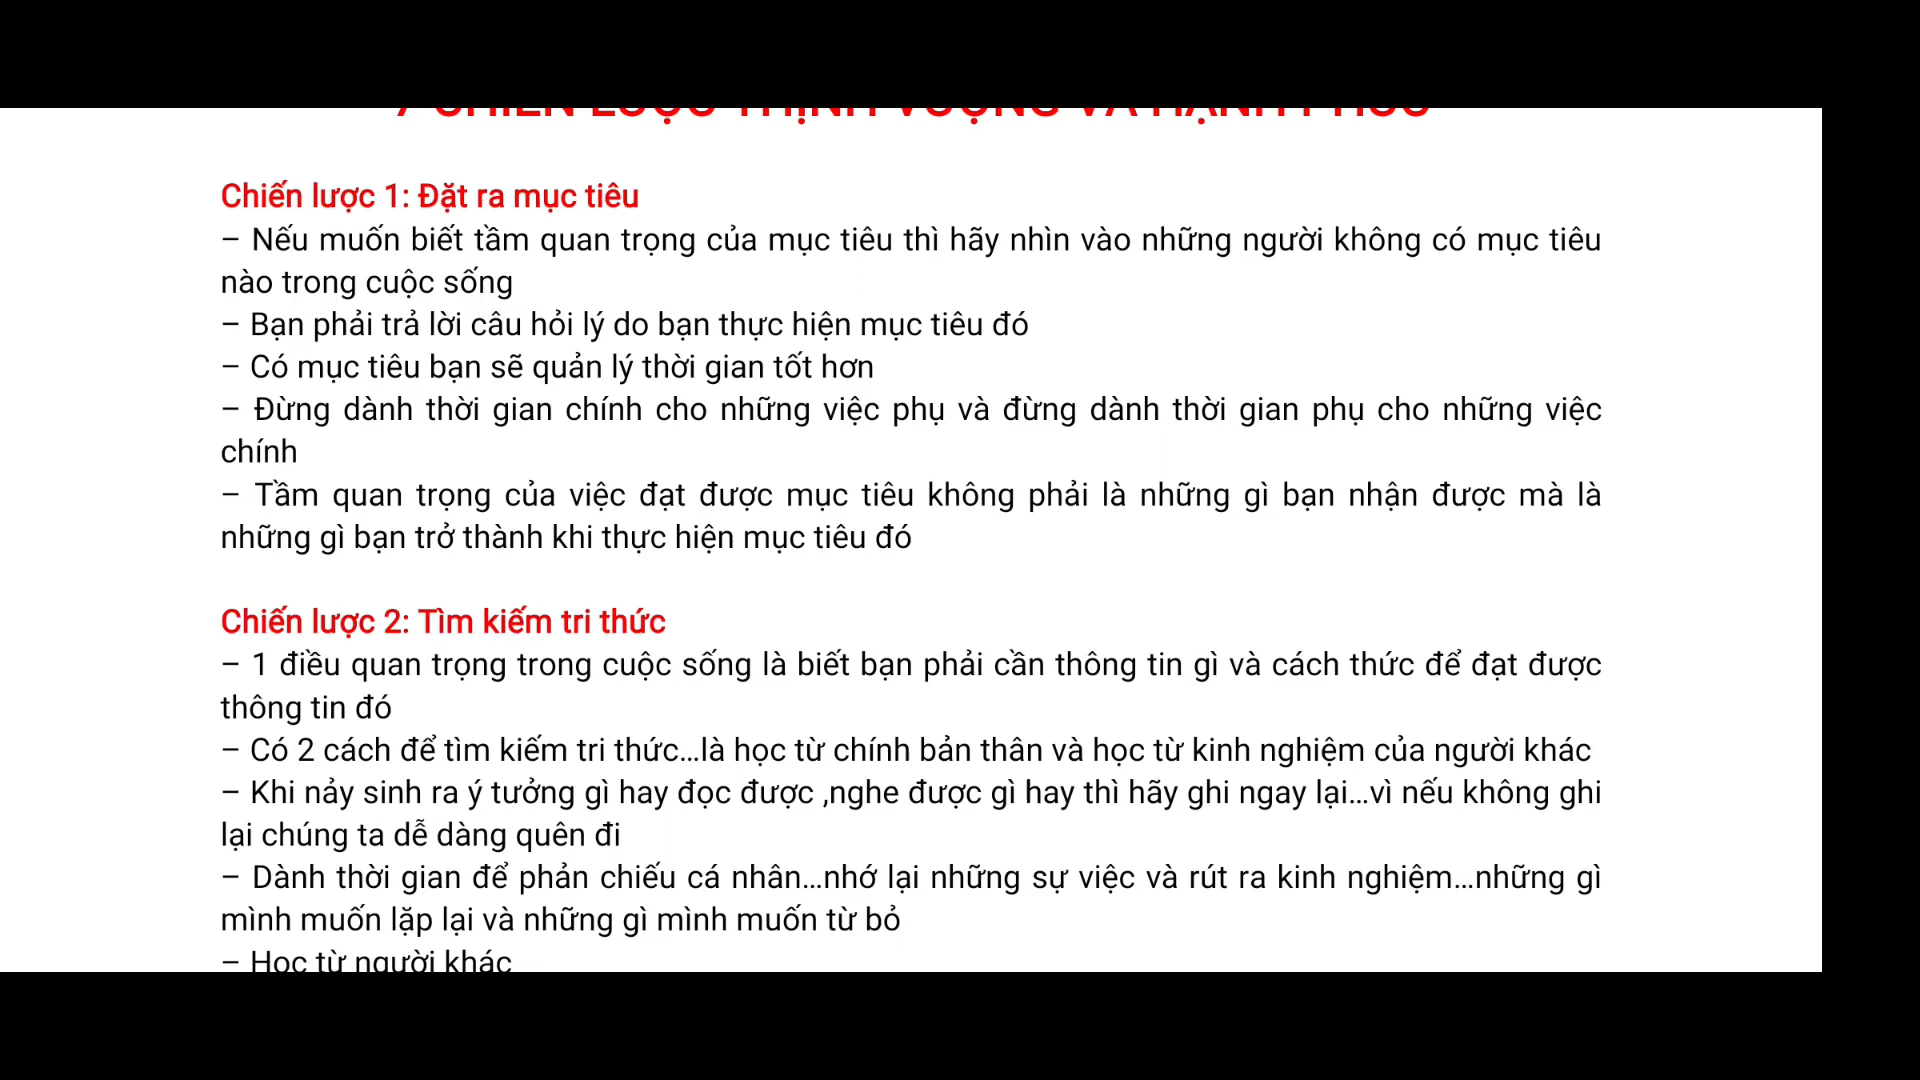 7 CHIẾN LƯỢC THỊNH VƯỢNG VÀ HẠNH PHÚC
Chiến lược 1: Đặt ra mục tiêu
– Nếu muốn biết tầm quan trọng của mục tiêu thì hãy nhìn vào những người không có mục tiêu
nào trong cuộc sống
– Bạn phải trả lời câu hỏi lý do bạn thực hiện mục tiêu đó
– Có mục tiêu bạn sẽ quản lý thời gian tốt hơn
– Đừng dành thời gian chính cho những việc phụ và đừng dành thời gian phụ cho những việc
chính
– Tầm quan trọng của việc đạt được mục tiêu không phải là những gì bạn nhận được mà là
những gì bạn trở thành khi thực hiện mục tiêu đó
Chiến lược 2: Tìm kiếm tri thức
– 1 điều quan trọng trong cuộc sống là biết bạn phải cần thông tin gì và cách thức để đạt được
thông tin đó
– Có 2 cách để tìm kiếm tri thức...là học từ chính bản thân và học từ kinh nghiệm của người khác
– Khi nảy sinh ra ý tưởng gì hay đọc được ,nghe được gì hay thì hãy ghi ngay lại...vì nếu không ghi
lại chúng ta dễ dàng quên đi
– Dành thời gian để phản chiếu cá nhân...nhớ lại những sự việc và rút ra kinh nghiệm...những gì
mình muốn lặp lại và những gì mình muốn từ bỏ
– Học từ người khác